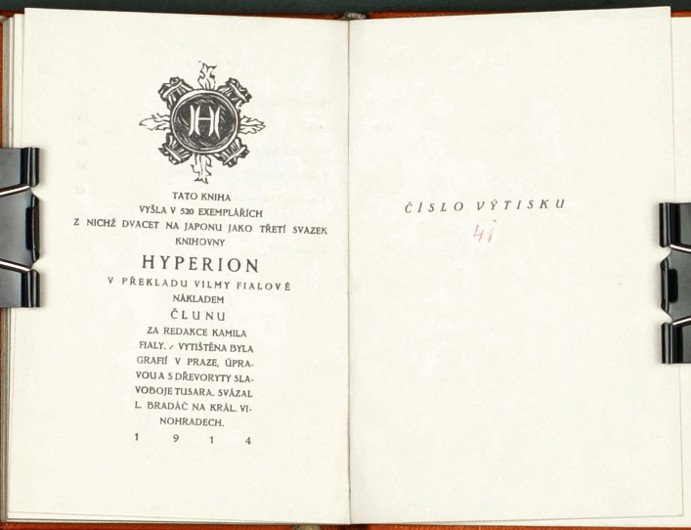 H
TATO KNIHA
VYŠLA V 520 EXEMPLÁŘÍCH
Z NICHŽ DVACET NA JAPONU JAKO TŘETÍ SVAZEK
KNIHOVNY
HYPERION
V PŘEKLADU VILMY FIALOVÉ
NÁKLADEM
ČLUNU
ZA REDAKCE KAMILA
FIALY. / VYTIŠTĚNA BYLA
GRAFIÍ V PRAZE, ÚPRA-
VOU A S DŘEVORYTY SLA-
VOBOJE TUSARA. SVÁZAL
L. BRADÁČ NA KRÁL. VI-
NOHRADECH.
1 9 1 4
ČÍSLO VÝTISKU
41